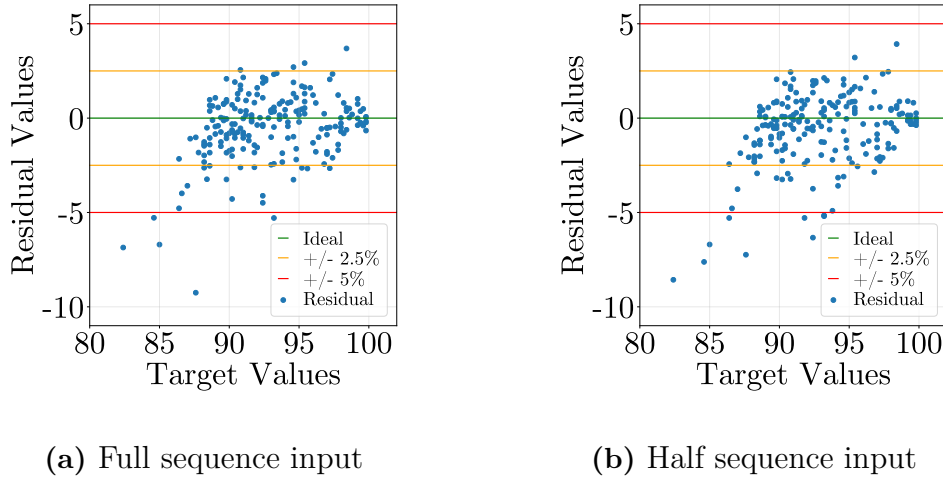 Residual Values
5
0
-5
-10
80 85 90 95 100
Target Values
Ideal
+/- 2.5%
+/- 5%
Residual
(a) Full sequence input
Residual Values
5
0
-5
-10
80 85 90 95 100
Target Values
Ideal
+/- 2.5%
+/- 5%
Residual
(b) Half sequence input